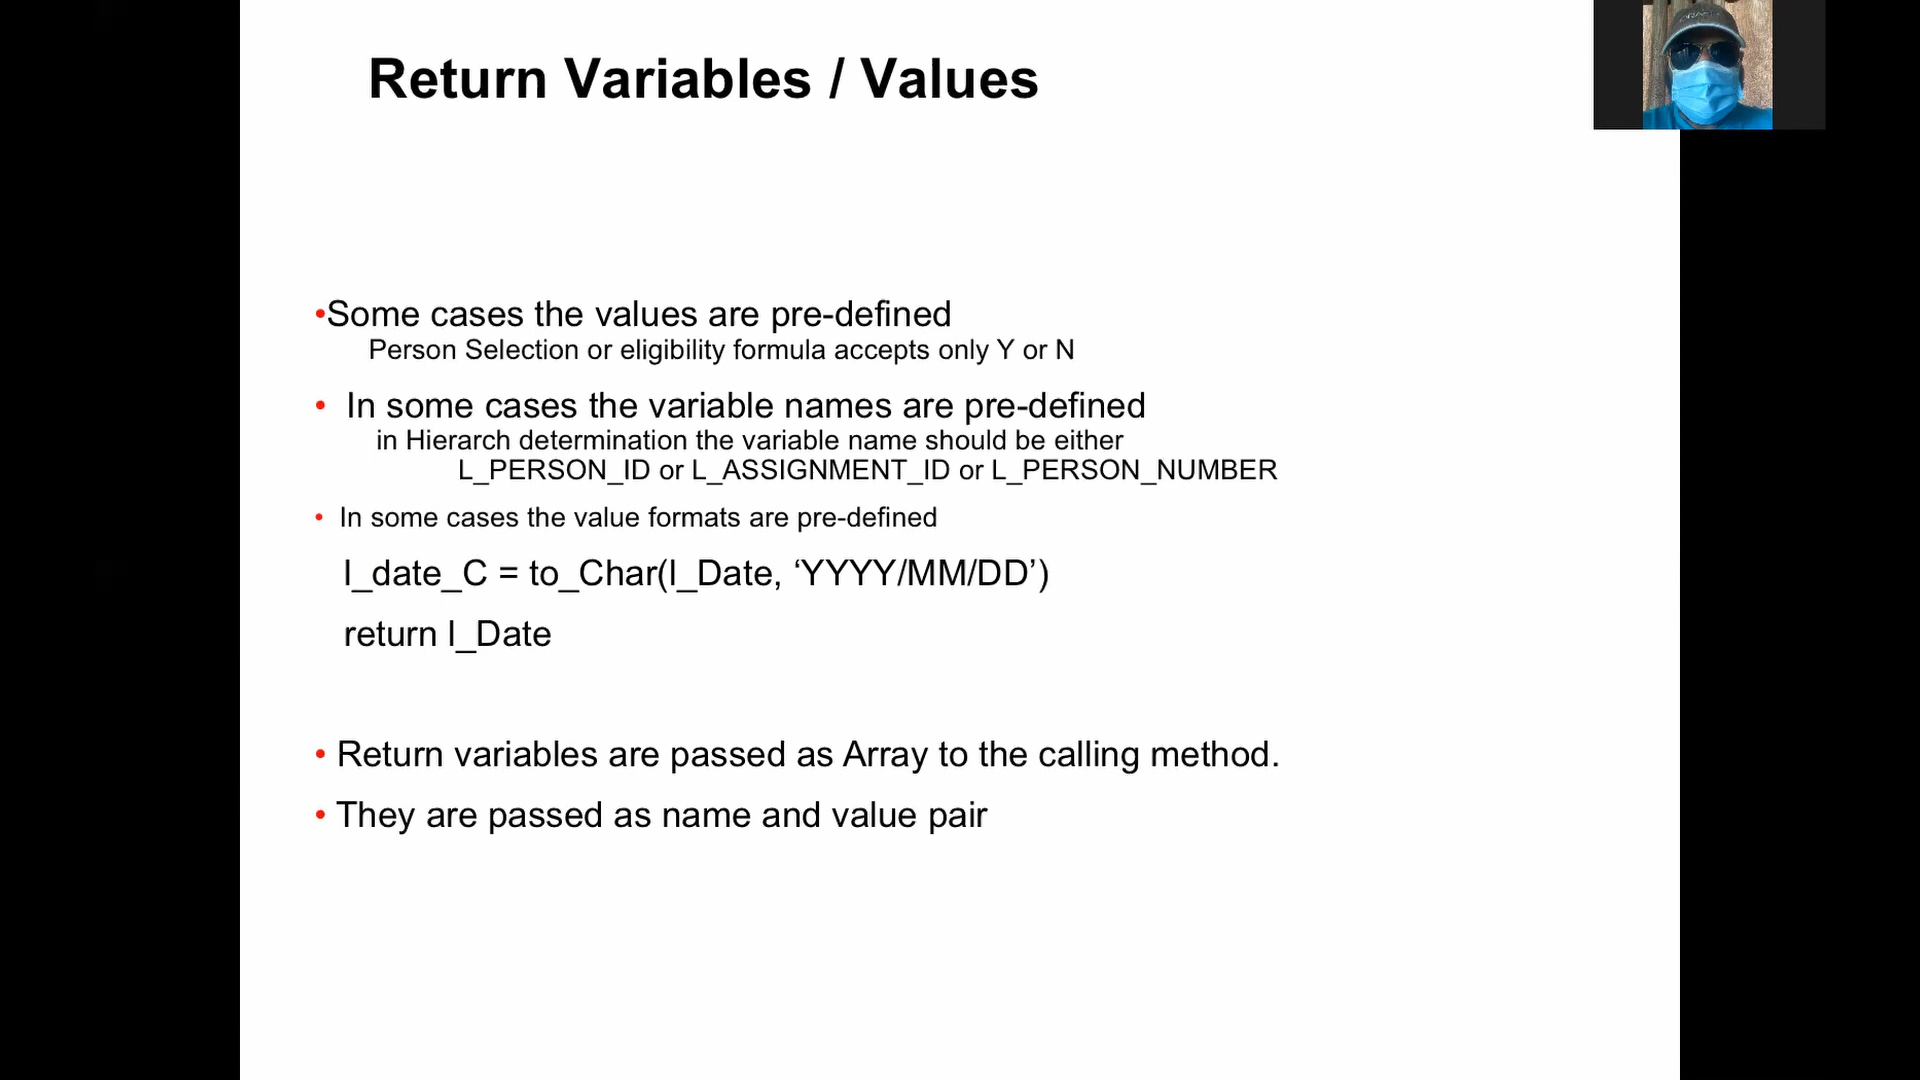 Return Variables / Values
•Some cases the values are pre-defined
Person Selection or eligibility formula accepts only Y or N
• In some cases the variable names are pre-defined
in Hierarch determination the variable name should be either
L_PERSON_ID or L_ASSIGNMENT_ID or L_PERSON_NUMBER
• In some cases the value formats are pre-defined
l_date_C = to_Char(l_Date, ‘YYYY/MM/DD’)
return l_Date
• Return variables are passed as Array to the calling method.
• They are passed as name and value pair